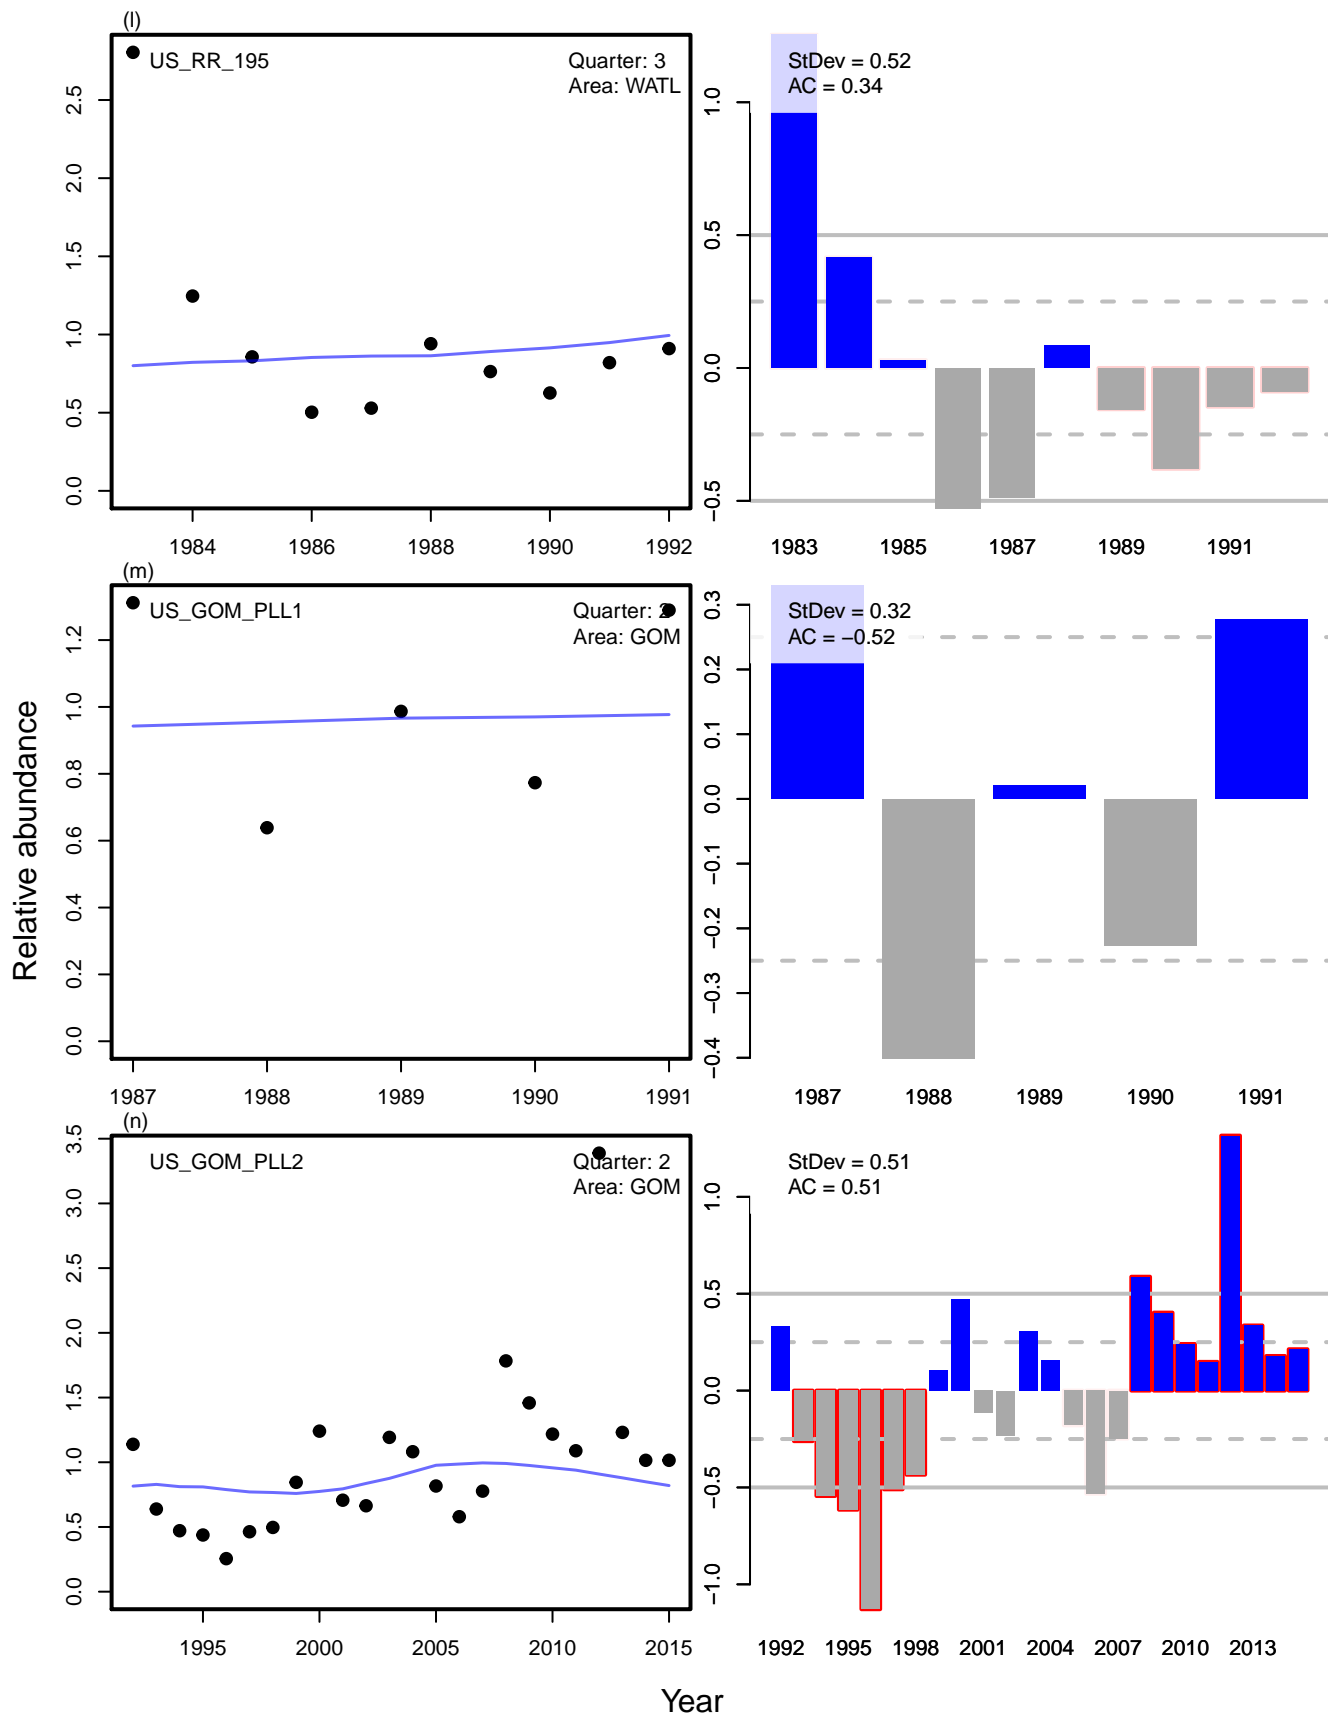 (l)
US_RR_195
Quarter: 3
Area: WATL
2.5
2.0
1.5
1.0
0.5
0.0
1984 1986 1988 1990 1992
StDev = 0.52
AC = 0.34
1.0
0.5
0.0
−0.5
1983 1985 1987 1989 1991
(m)
US_GOM_PLL1
Quarter: 2
Area: GOM
1.2
1.0
0.8
0.6
0.4
0.2
0.0
1987 1988 1989 1990 1991
StDev = 0.32
AC = −0.52
0.3
0.2
0.1
0.0
−0.1
−0.2
−0.3
−0.4
1987 1988 1989 1990 1991
Relative abundance
(n)
US_GOM_PLL2
Quarter: 2
Area: GOM
3.5
3.0
2.5
2.0
1.5
1.0
0.5
0.0
1995 2000 2005 2010 2015
StDev = 0.51
AC = 0.51
1.0
0.5
0.0
−0.5
−1.0
1992 1995 1998 2001 2004 2007 2010 2013
Year